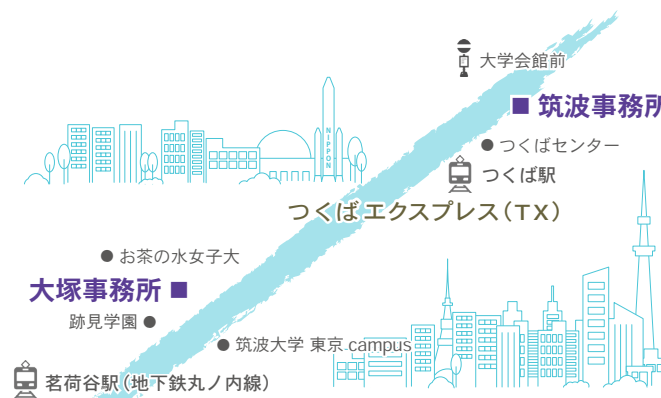 大学会館前
■ 筑波事務所
● つくばセンター
つくば駅
NIPPON
つくばエクスプレス(TX)
● お茶の水女子大
大塚事務所 ■
跡見学園 ●
● 筑波大学 東京 campus
茗荷谷駅(地下鉄丸ノ内線)